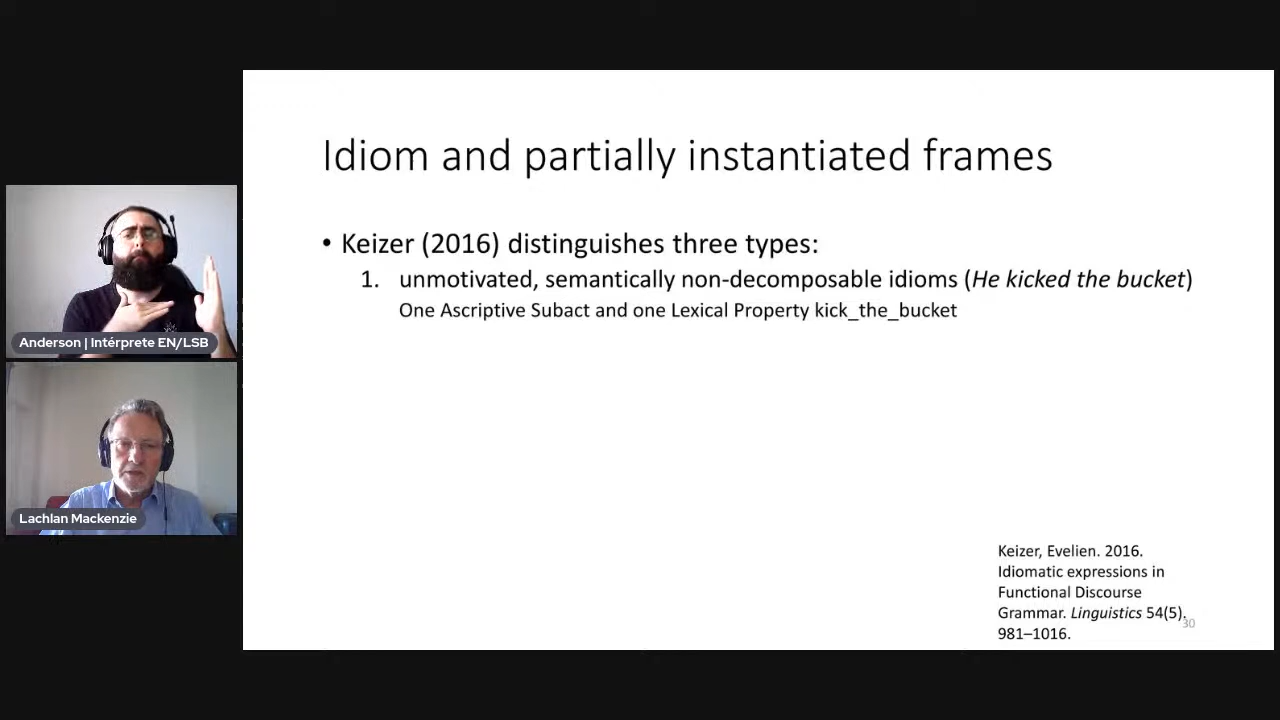 Idiom and partially instantiated frames
• Keizer (2016) distinguishes three types:
1. unmotivated, semantically non-decomposable idioms (He kicked the bucket)
One Ascriptive Subact and one Lexical Property kick_the_bucket
Anderson | Intérprete EN/LSB
Lachlan Mackenzie
Keizer, Evelien. 2016.
Idiomatic expressions in
Functional Discourse
Grammar. Linguistics 54(5).
981–1016.
30